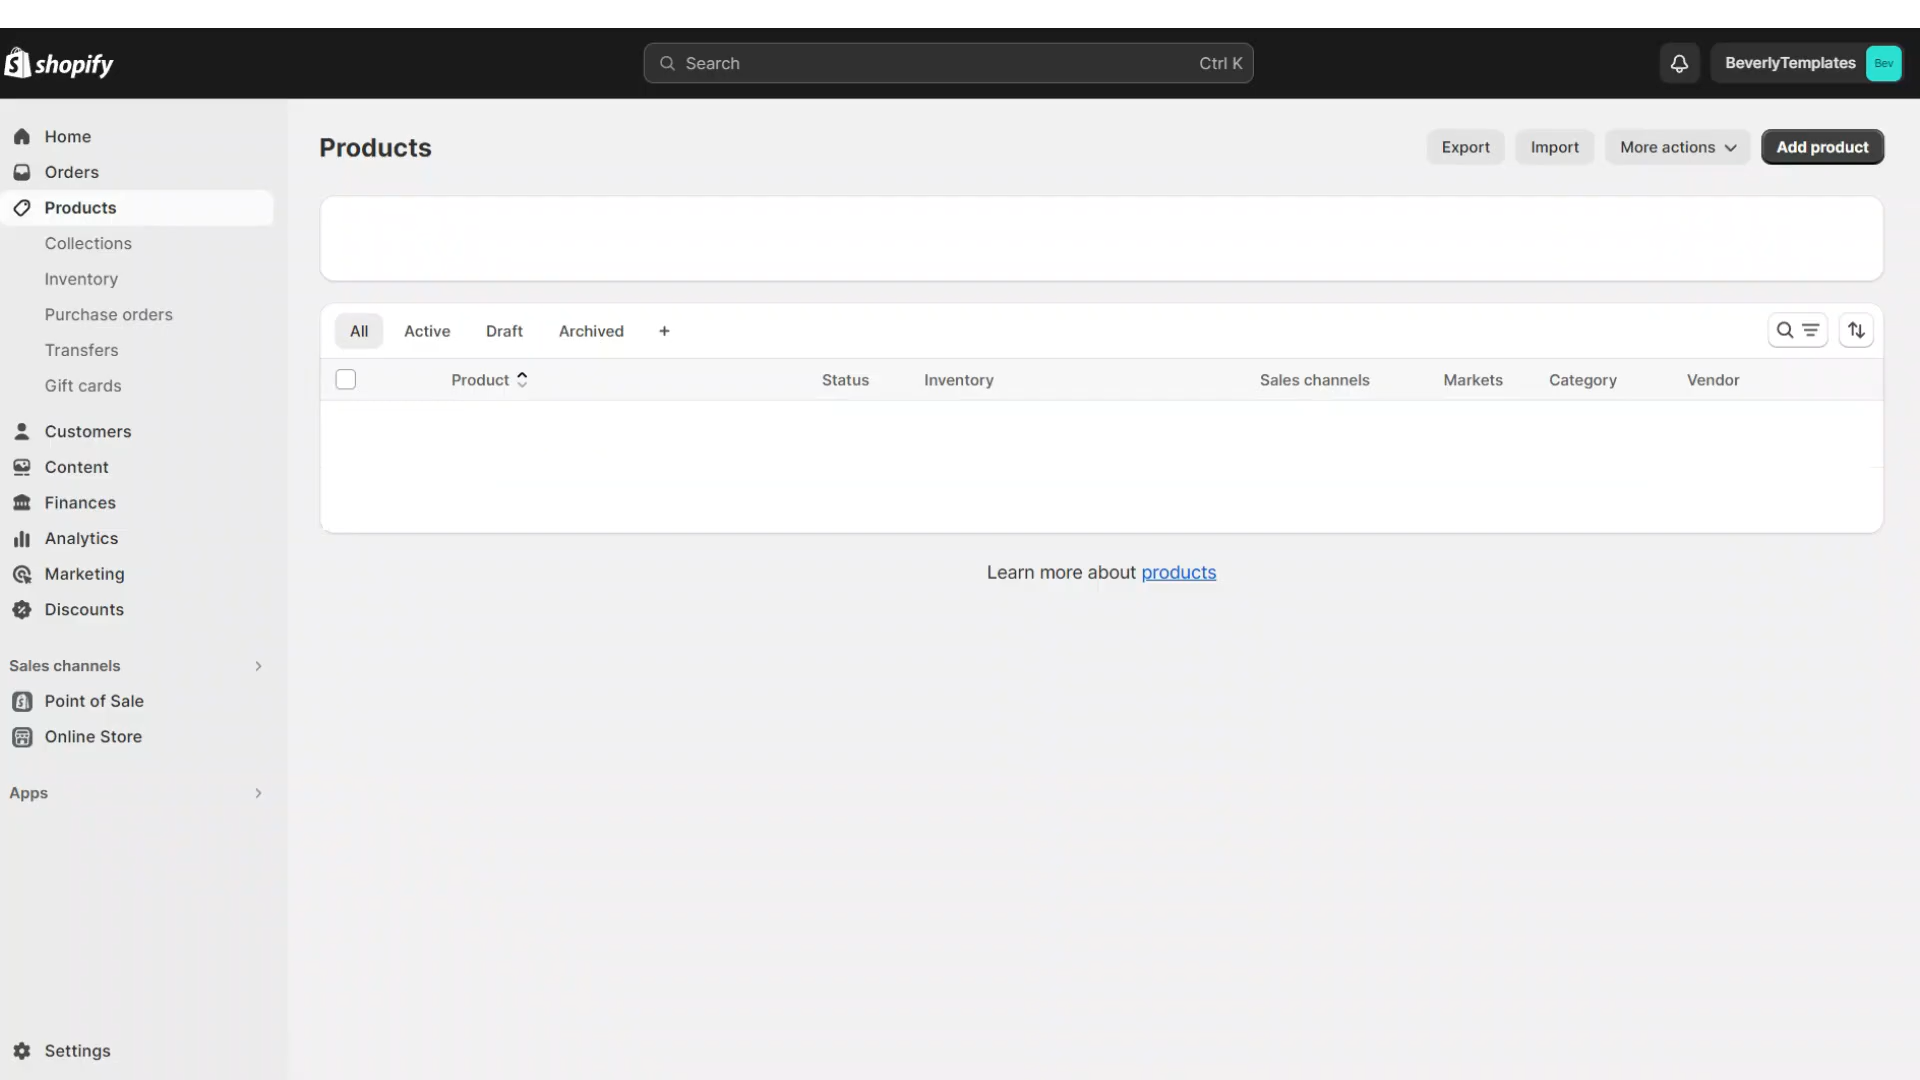 shopify
Search Ctrl K
BeverlyTemplates Bev
Home
Orders
Products
Collections
Inventory
Purchase orders
Transfers
Gift cards
Customers
Content
Finances
Analytics
Marketing
Discounts
Sales channels
Point of Sale
Online Store
Apps
Settings
Products
Export Import More actions Add product
All Active Draft Archived +
Product Status Inventory Sales channels Markets Category Vendor
Learn more about products